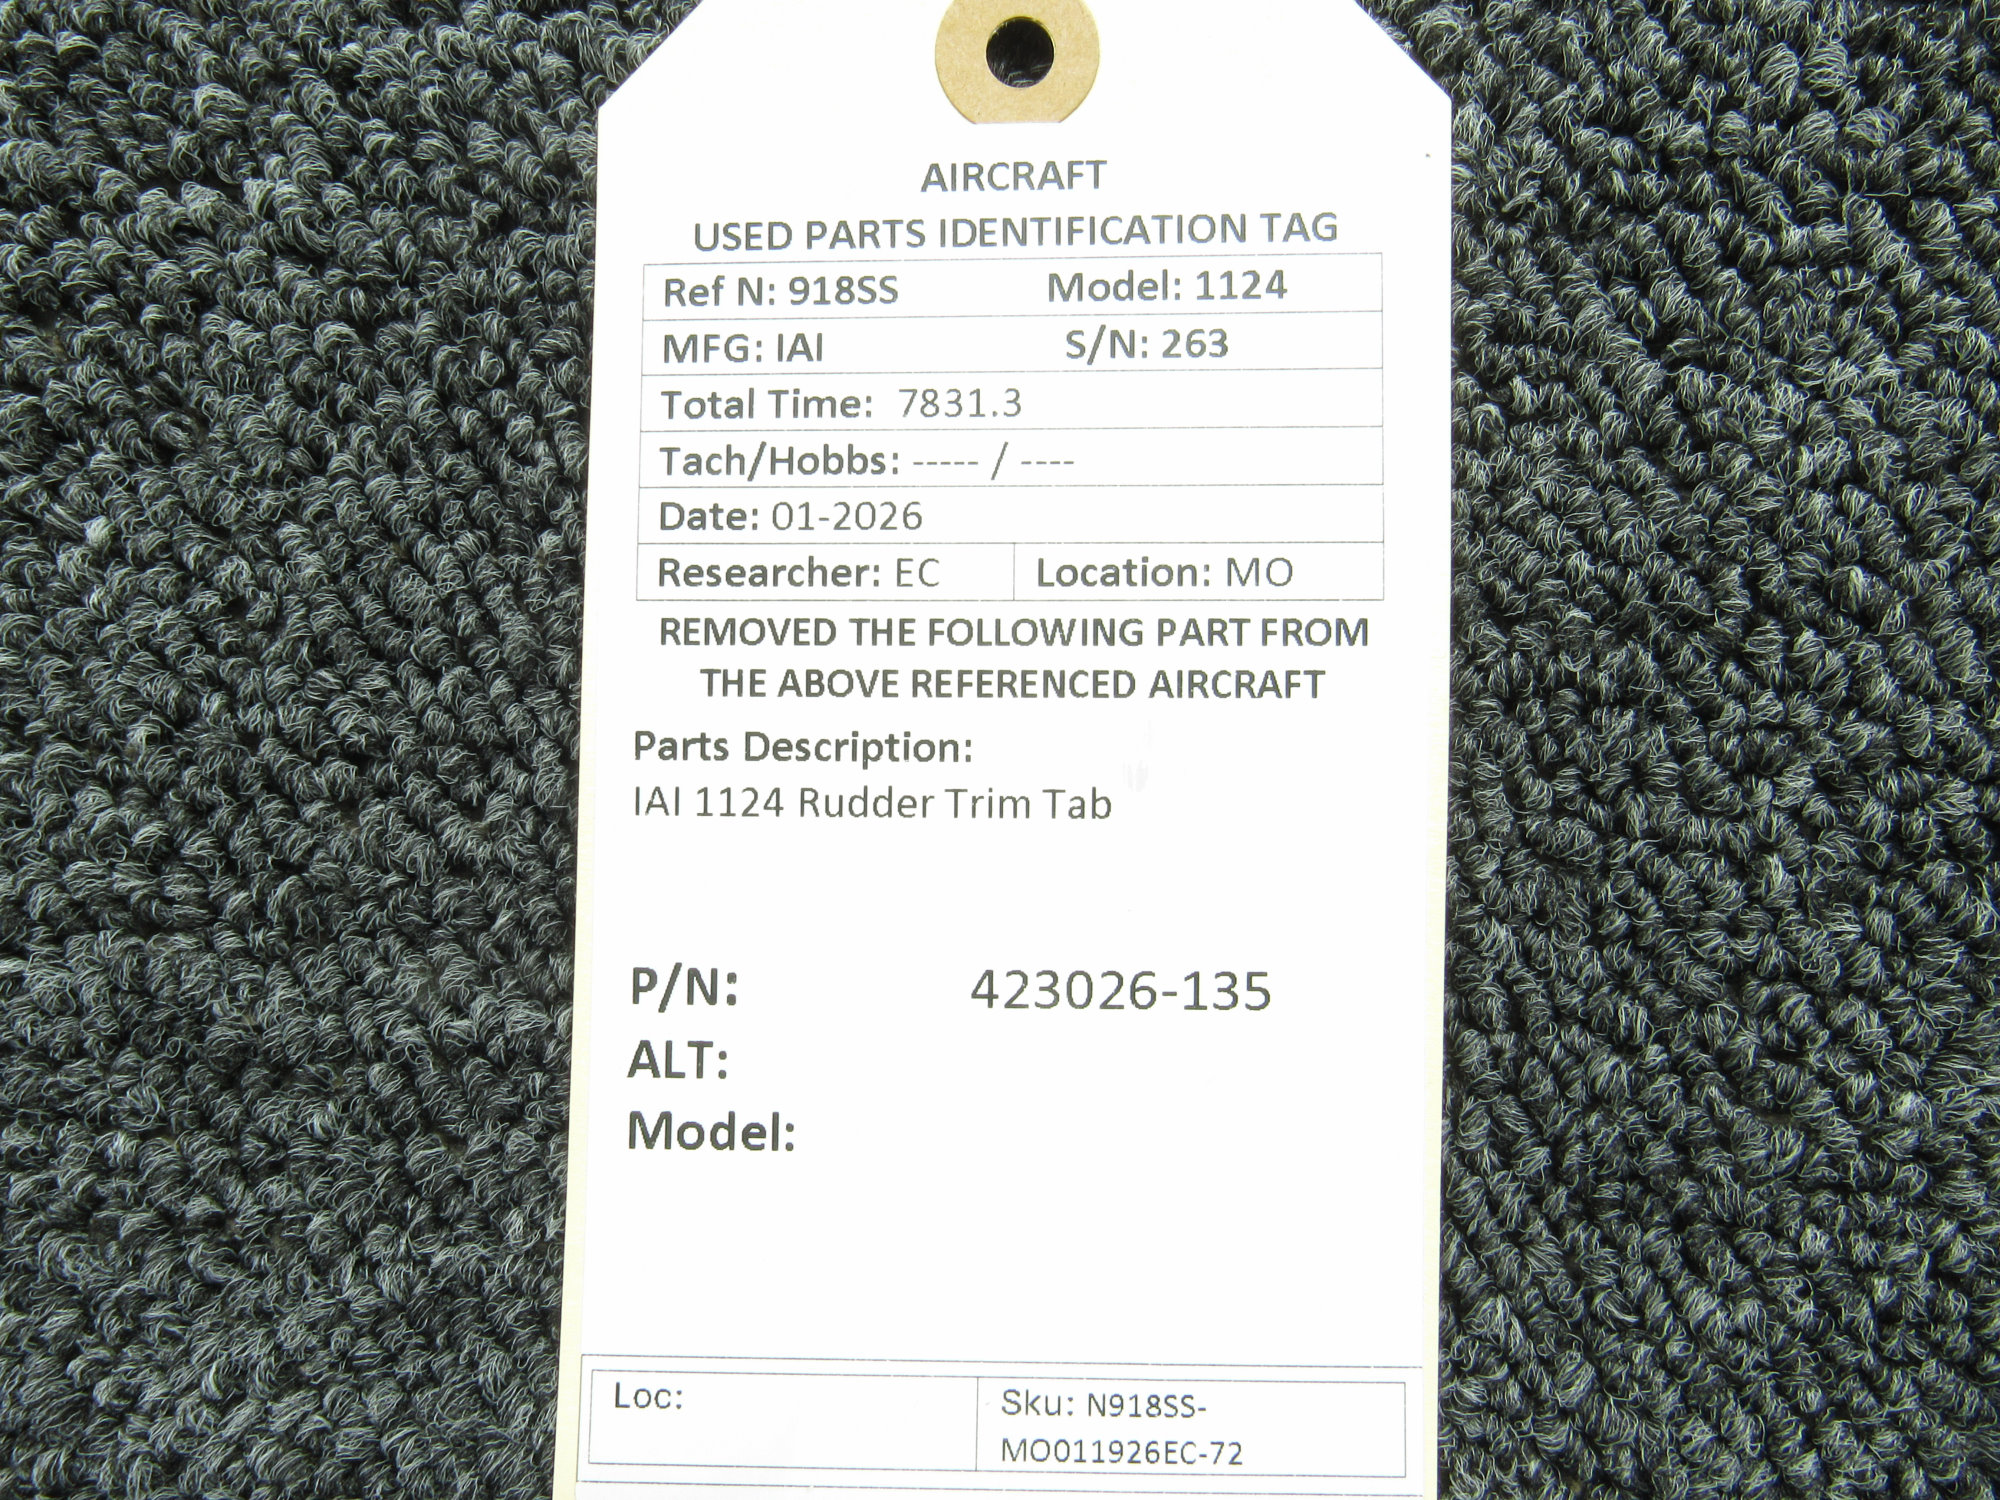 AIRCRAFT
USED PARTS IDENTIFICATION TAG
Ref N: 918SS Model: 1124
MFG: IAI S/N: 263
Total Time: 7831.3
Tach/Hobbs: ----- / ----
Date: 01-2026
Researcher: EC Location: MO
REMOVED THE FOLLOWING PART FROM
THE ABOVE REFERENCED AIRCRAFT
Parts Description:
IAI 1124 Rudder Trim Tab
P/N: 423026-135
ALT:
Model:
Loc:
Sku: N918SS-
MO011926EC-72